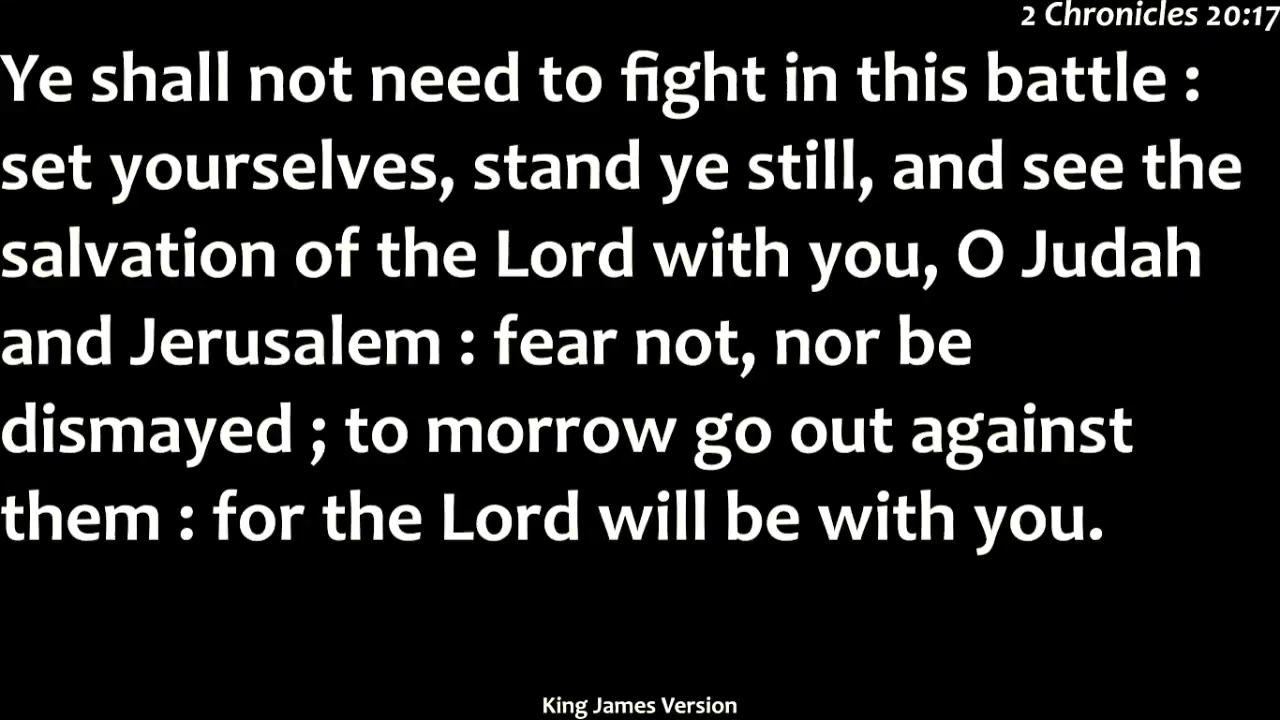 2 Chronicles 20:17
Ye shall not need to fight in this battle :
set yourselves, stand ye still, and see the
salvation of the Lord with you, O Judah
and Jerusalem : fear not, nor be
dismayed ; to morrow go out against
them : for the Lord will be with you.
King James Version